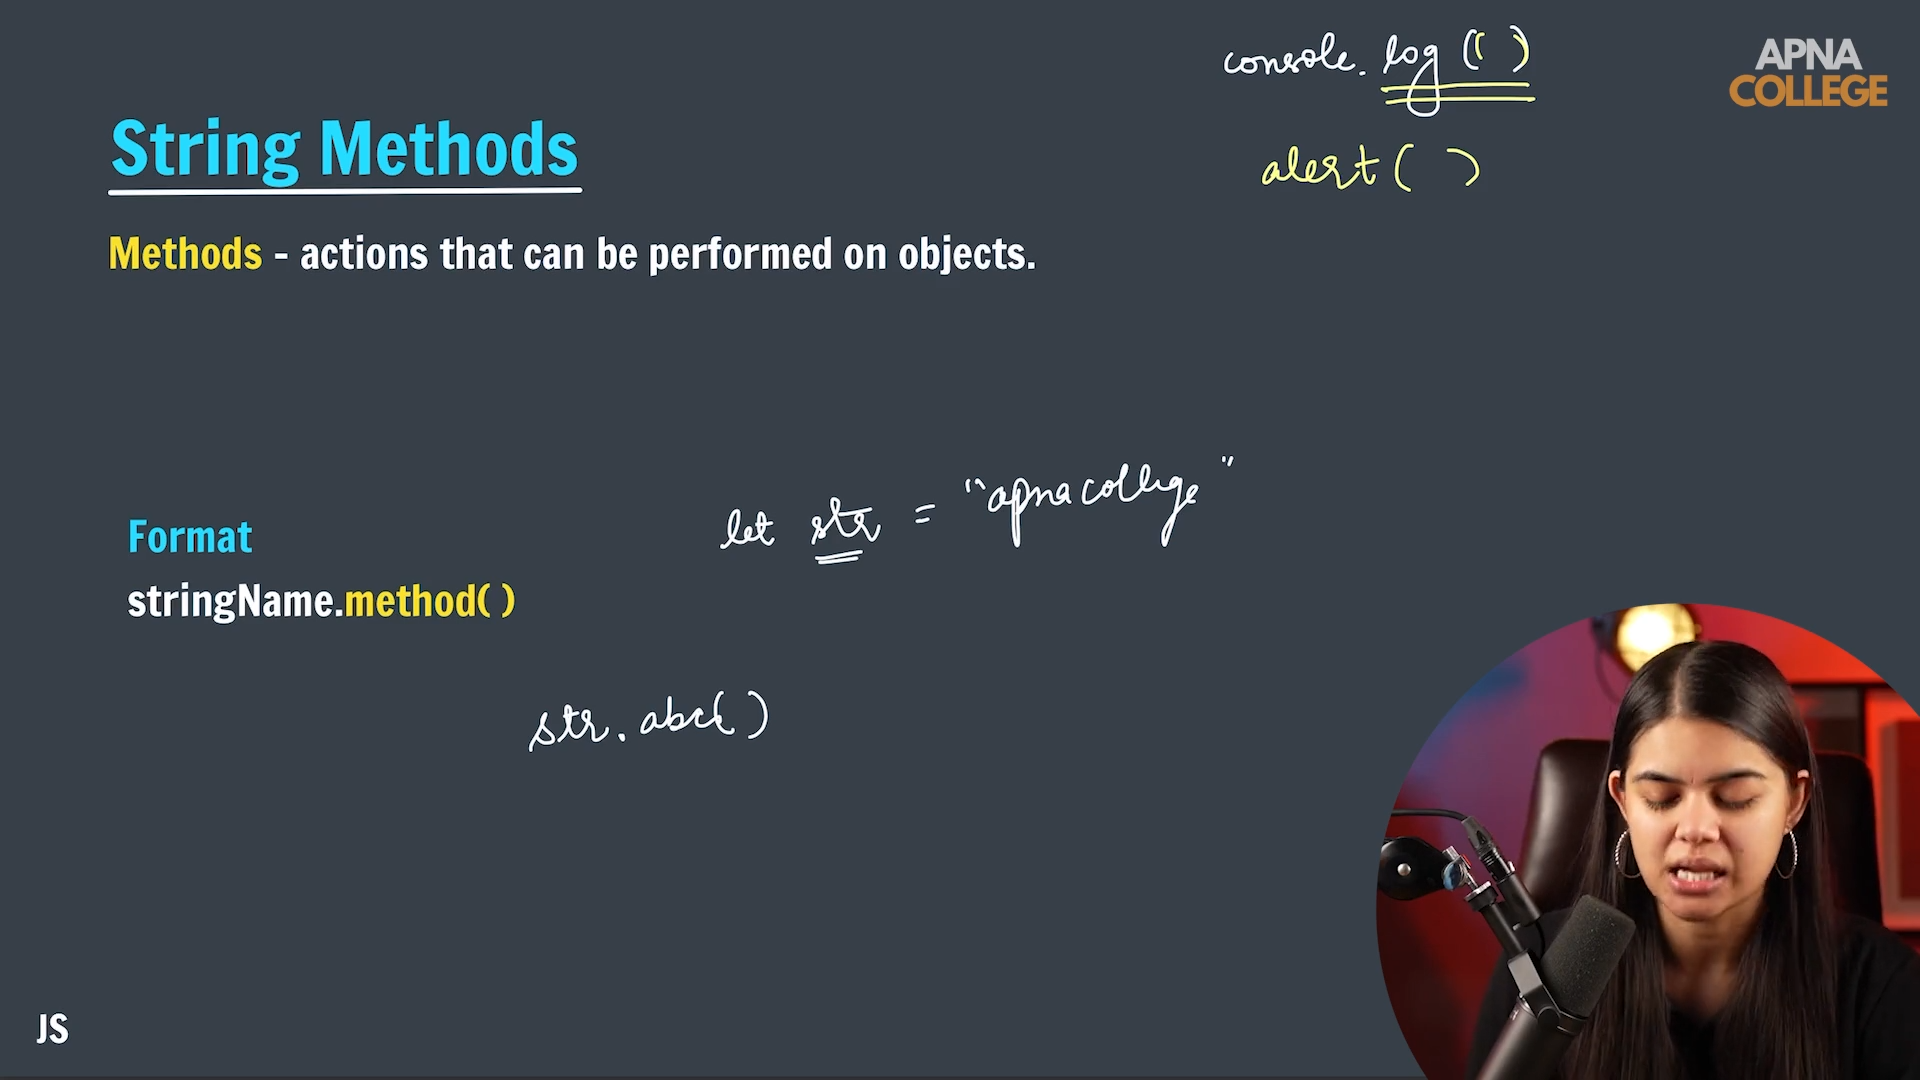 console.log(( )
alert( )
APNA
COLLEGE
String Methods
Methods - actions that can be performed on objects.
let str = "apnacollege"
Format
stringName.method( )
str.abc( )
JS